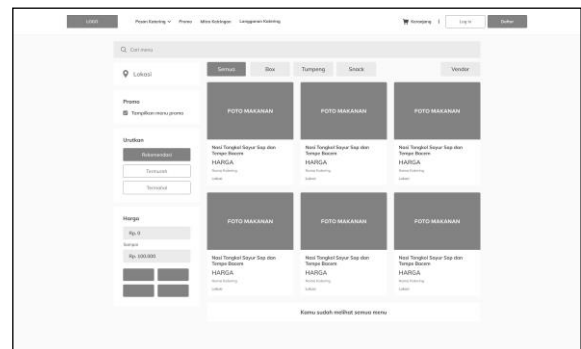 LOGO
Pesan Katering
Promo
Mitra Katalogan
Langganan Katering
Keranjang
Log in
Daftar
Cari menu
Lokasi
Semua
Box
Tumpeng
Snack
Vendor
Promo
Tampilkan menu promo
Urutkan
Rekomendasi
Termurah
Terdekat
Harga
Rp. 0
Sampai
Rp. 100.000
FOTO MAKANAN
FOTO MAKANAN
FOTO MAKANAN
Nasi Tongkol Sayur Sop dan
Tempe Bacem
HARGA
Nama Katering
Lokasi
Nasi Tongkol Sayur Sop dan
Tempe Bacem
HARGA
Nama Katering
Lokasi
Nasi Tongkol Sayur Sop dan
Tempe Bacem
HARGA
Nama Katering
Lokasi
FOTO MAKANAN
FOTO MAKANAN
FOTO MAKANAN
Nasi Tongkol Sayur Sop dan
Tempe Bacem
HARGA
Nama Katering
Lokasi
Nasi Tongkol Sayur Sop dan
Tempe Bacem
HARGA
Nama Katering
Lokasi
Nasi Tongkol Sayur Sop dan
Tempe Bacem
HARGA
Nama Katering
Lokasi
Kamu sudah melihat semua menu